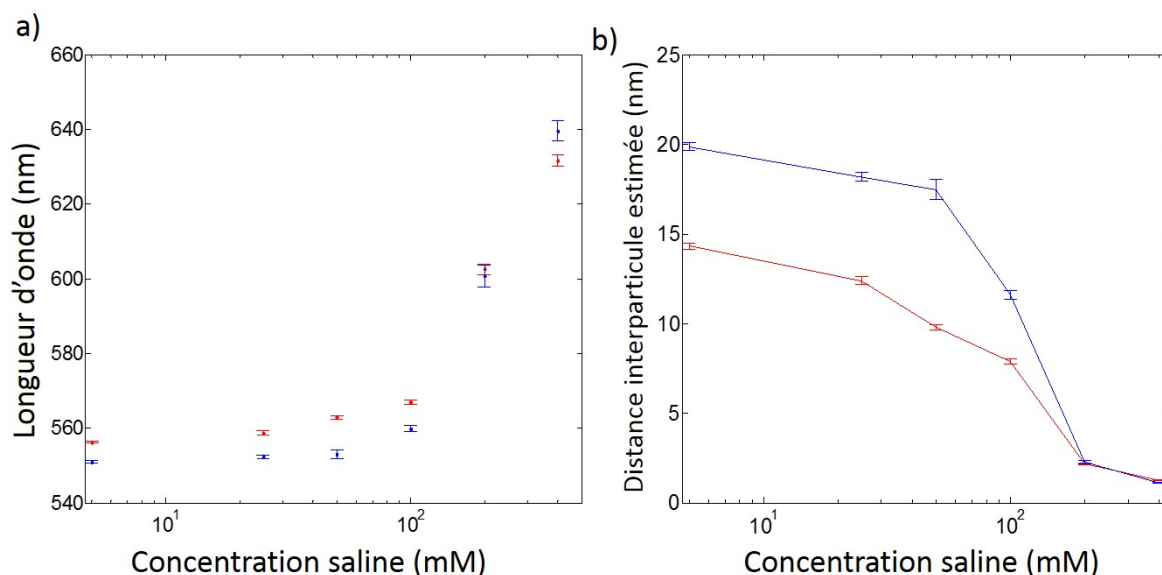 a)
Longueur d'onde (nm)
660
640
620
600
580
560
540
10¹
10²
Concentration saline (mM)
b)
Distance interparticule estimée (nm)
25
20
15
10
5
0
10¹
10²
Concentration saline (mM)